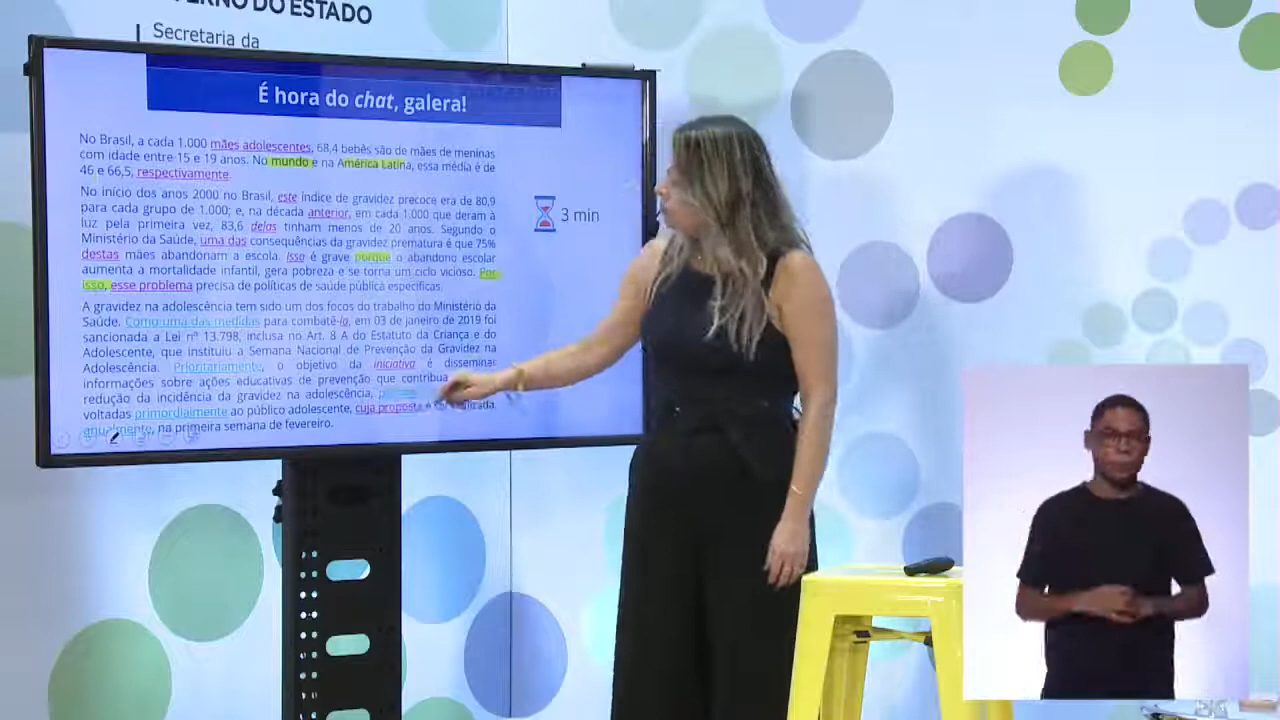 ERNO DO ESTADO
Secretaria da
É hora do chat, galera!
No Brasil, a cada 1.000 mães adolescentes, 68,4 bebês são de mães de meninas
com idade entre 15 e 19 anos. No mundo e na América Latina, essa média é de
46 e 66,5, respectivamente.
No início dos anos 2000 no Brasil, este índice de gravidez precoce era de 80,9
para cada grupo de 1.000; e, na década anterior, em cada 1.000 que deram à
luz pela primeira vez, 83,6 delas tinham menos de 20 anos. Segundo o
Ministério da Saúde, uma das consequências da gravidez prematura é que 75%
destas mães abandonam a escola. Isso é grave porque o abandono escolar
aumenta a mortalidade infantil, gera pobreza e se torna um ciclo vicioso. Por
isso, esse problema precisa de políticas de saúde pública específicas.
A gravidez na adolescência tem sido um dos focos do trabalho do Ministério da
Saúde. Como uma das medidas para combatê-la, em 03 de janeiro de 2019 foi
sancionada a Lei nº 13.798, inclusa no Art. 8 A do Estatuto da Criança e do
Adolescente, que instituiu a Semana Nacional de Prevenção da Gravidez na
Adolescência. Prioritariamente, o objetivo da iniciativa é disseminar
informações sobre ações educativas de prevenção que contribua
redução da incidência da gravidez na adolescência,
voltadas primordialmente ao público adolescente, cuja proposta é
anualmente, na primeira semana de fevereiro.
3 min